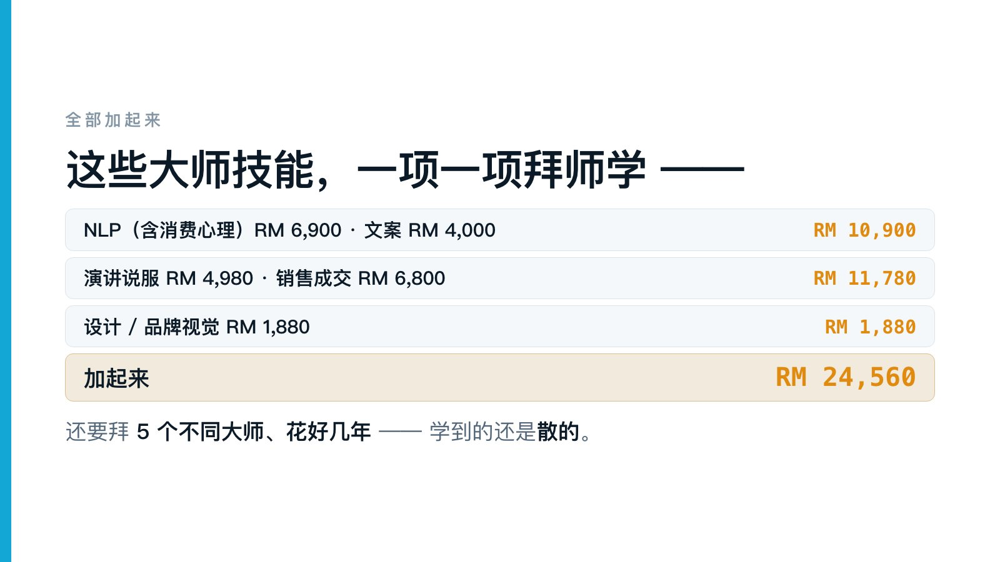 全部加起来
这些大师技能，一项一项拜师学 ——
NLP（含消费心理）RM 6,900 · 文案 RM 4,000 RM 10,900
演讲说服 RM 4,980 · 销售成交 RM 6,800 RM 11,780
设计 / 品牌视觉 RM 1,880 RM 1,880
加起来 RM 24,560
还要拜 5 个不同大师、花好几年 —— 学到的还是散的。